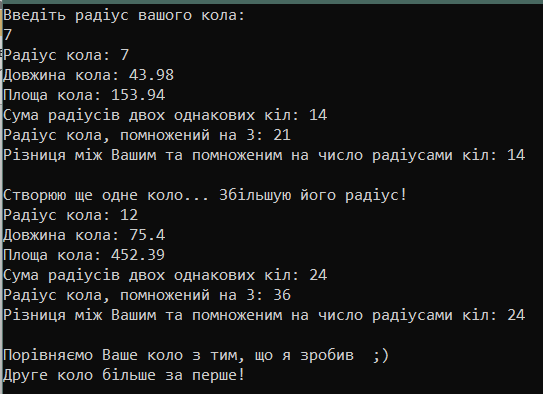 Введіть радіус вашого кола:
7
Радіус кола: 7
Довжина кола: 43.98
Площа кола: 153.94
Сума радіусів двох однакових кіл: 14
Радіус кола, помножений на 3: 21
Різниця між Вашим та помноженим на число радіусами кіл: 14

Створюю ще одне коло... Збільшую його радіус!
Радіус кола: 12
Довжина кола: 75.4
Площа кола: 452.39
Сума радіусів двох однакових кіл: 24
Радіус кола, помножений на 3: 36
Різниця між Вашим та помноженим на число радіусами кіл: 24

Порівняємо Ваше коло з тим, що я зробив  ;)
Друге коло більше за перше!